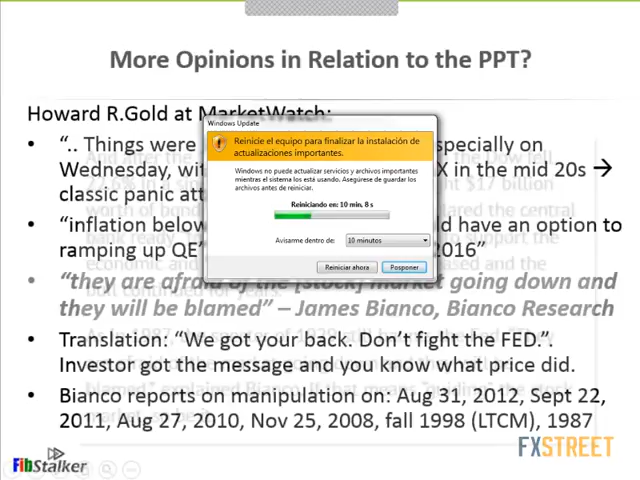 More Opinions in Relation to the PPT?
Howard R.Gold at MarketWatch:
• “.. Things were especially on
Wednesday, X in the mid 20s →
classic panic
• “inflation below have an option to
ramping up QE” 2016”
• “they are afraid of the [stock] market going down and
they will be blamed” – James Bianco, Bianco Research
• Translation: “We got your back. Don’t fight the FED.”.
Investor got the message and you know what price did.
• Bianco reports on manipulation on: Aug 31, 2012, Sept 22,
2011, Aug 27, 2010, Nov 25, 2008, fall 1998 (LTCM), 1987
Windows Update
Reinicie el equipo para finalizar la instalación de
actualizaciones importantes.
Windows no puede actualizar servicios y archivos importantes
mientras el sistema los está usando. Asegúrese de guardar los
archivos antes de reiniciar.
Reiniciando en: 10 min, 8 s
Avisarme dentro de: 10 minutos
Reiniciar ahora Posponer
FXSTREET
FibStalker